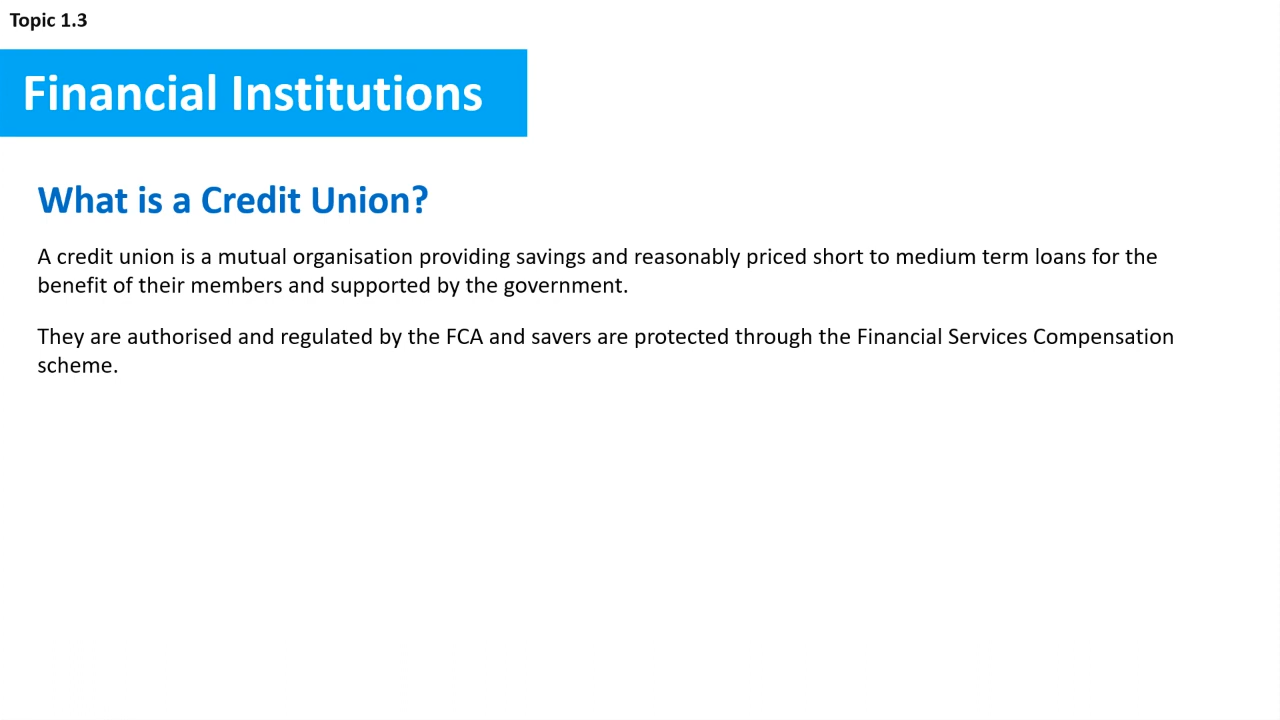 Topic 1.3
Financial Institutions
What is a Credit Union?
A credit union is a mutual organisation providing savings and reasonably priced short to medium term loans for the
benefit of their members and supported by the government.
They are authorised and regulated by the FCA and savers are protected through the Financial Services Compensation
scheme.